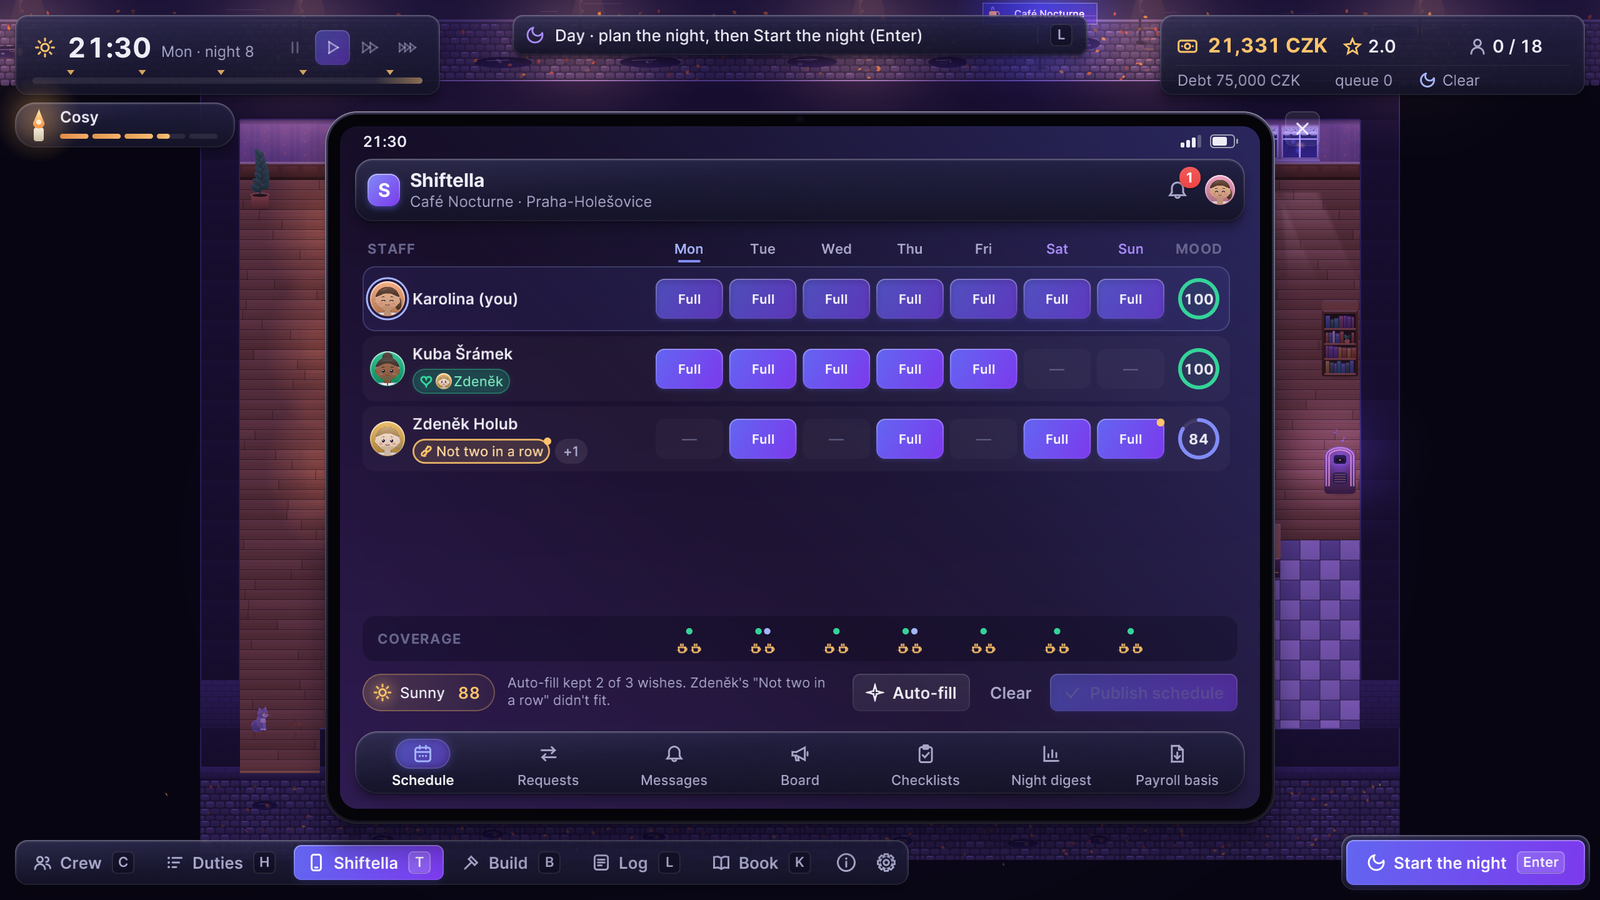 Café Nocturne
21:30 Mon · night 8
Day · plan the night, then Start the night (Enter) L
21,331 CZK 2.0 0 / 18
Debt 75,000 CZK queue 0 Clear
Cosy
21:30
S
Shiftella
Café Nocturne · Praha-Holešovice
1
STAFF Mon Tue Wed Thu Fri Sat Sun MOOD
Karolina (you) Full Full Full Full Full Full Full 100
Kuba Šrámek
Zdeněk
Full Full Full Full Full — — 100
Zdeněk Holub
Not two in a row +1
— Full — Full — Full Full 84
COVERAGE
Sunny 88
Auto-fill kept 2 of 3 wishes. Zdeněk's "Not two in
a row" didn't fit.
Auto-fill Clear Publish schedule
Schedule Requests Messages Board Checklists Night digest Payroll basis
Crew C Duties H Shiftella T Build B Log L Book K
Start the night Enter